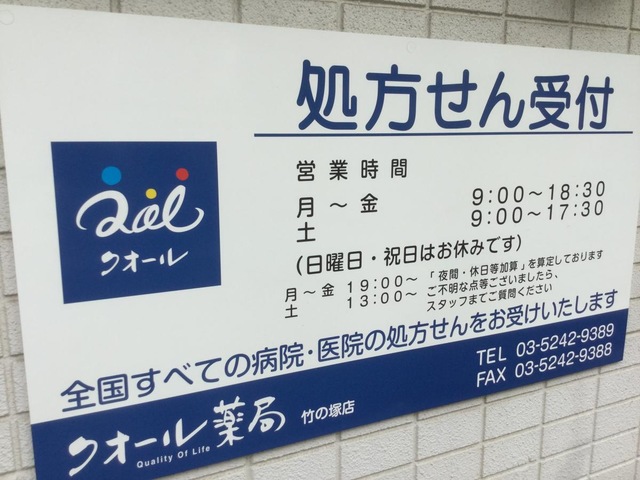 処方せん受付
Qol
クオール
営業時間
月～金 9:00～18:30
土 9:00～17:30
(日曜日・祝日はお休みです)
月～金 19:00～
土 13:00～
「夜間・休日等加算」を算定しております
ご不明な点等ございましたら、
スタッフまでご質問ください
全国すべての病院・医院の処方せんをお受けいたします
クオール薬局 竹の塚店
Quality Of Life
TEL 03-5242-9389
FAX 03-5242-9388